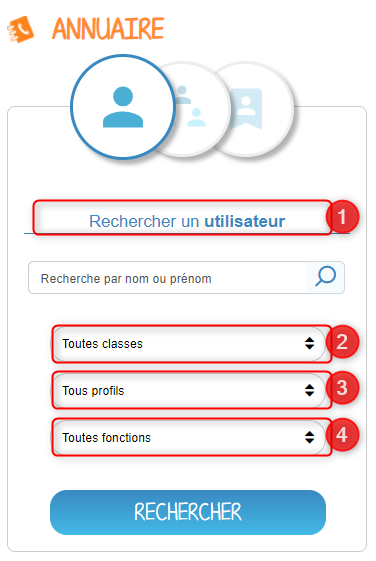 ANNUAIRE
Rechercher un utilisateur 1
Recherche par nom ou prénom
Toutes classes 2
Tous profils 3
Toutes fonctions 4
RECHERCHER